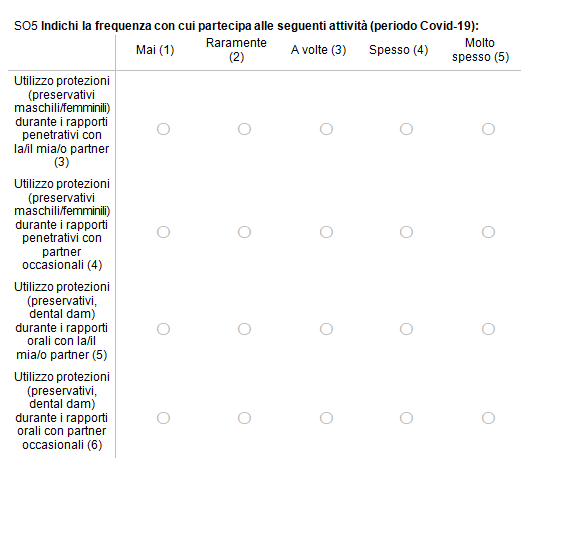 SO5 Indichi la frequenza con cui partecipa alle seguenti attività (periodo Covid-19):
Mai (1)
Raramente
(2)
A volte (3)
Spesso (4)
Molto
spesso (5)
Utilizzo protezioni
(preservativi
maschili/femminili)
durante i rapporti
penetrativi con
la/il mia/o partner
(3)
Utilizzo protezioni
(preservativi
maschili/femminili)
durante i rapporti
penetrativi con
partner
occasionali (4)
Utilizzo protezioni
(preservativi,
dental dam)
durante i rapporti
orali con la/il
mia/o partner (5)
Utilizzo protezioni
(preservativi,
dental dam)
durante i rapporti
orali con partner
occasionali (6)